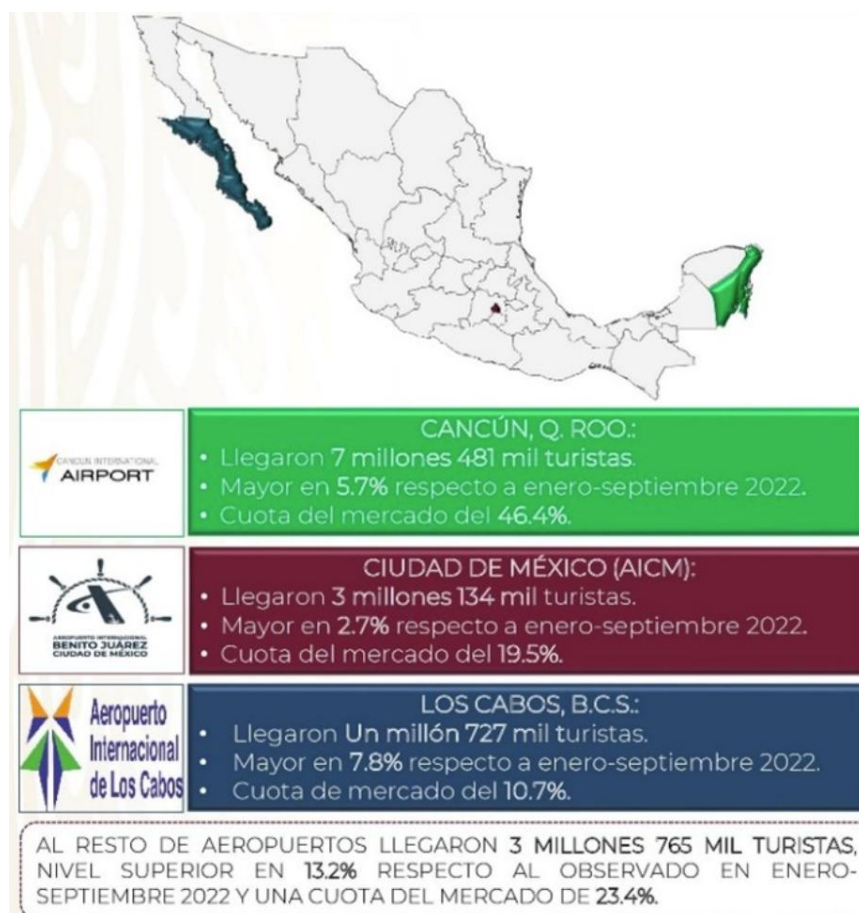 CANCUN INTERNATIONAL
AIRPORT
CANCÚN, Q. ROO.:
• Llegaron 7 millones 481 mil turistas.
• Mayor en 5.7% respecto a enero-septiembre 2022.
• Cuota del mercado del 46.4%.
AEROPUERTO INTERNACIONAL
BENITO JUÁREZ
CIUDAD DE MÉXICO
CIUDAD DE MÉXICO (AICM):
• Llegaron 3 millones 134 mil turistas.
• Mayor en 2.7% respecto a enero-septiembre 2022.
• Cuota del mercado del 19.5%.
Aeropuerto
Internacional
de Los Cabos
LOS CABOS, B.C.S.:
• Llegaron Un millón 727 mil turistas.
• Mayor en 7.8% respecto a enero-septiembre 2022.
• Cuota de mercado del 10.7%.
AL RESTO DE AEROPUERTOS LLEGARON 3 MILLONES 765 MIL TURISTAS,
NIVEL SUPERIOR EN 13.2% RESPECTO AL OBSERVADO EN ENERO-
SEPTIEMBRE 2022 Y UNA CUOTA DEL MERCADO DE 23.4%.